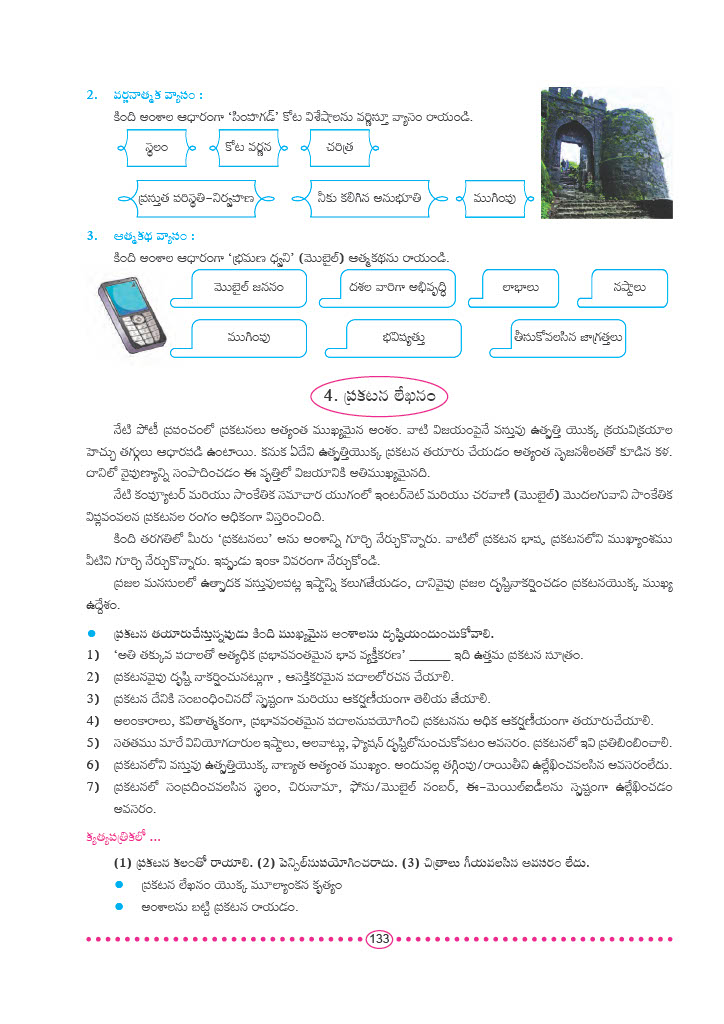 2. వర్ణనాత్మక వ్యాసం :
కింది అంశాల ఆధారంగా ‘సింహగడ్’ కోట విశేషాలను వర్ణిస్తూ వ్యాసం రాయండి.
స్థలం
కోట వర్ణన
చరిత్ర
ప్రస్తుత పరిస్థితి-నిర్వహణ
నీకు కలిగిన అనుభూతి
ముగింపు
3. ఆత్మకథ వ్యాసం :
కింది అంశాల ఆధారంగా ‘భ్రమణ ధ్వని’ (మొబైల్) ఆత్మకథను రాయండి.
మొబైల్ జననం
దశల వారిగా అభివృద్ధి
లాభాలు
నష్టాలు
ముగింపు
భవిష్యత్తు
తీసుకోవలసిన జాగ్రత్తలు
4. ప్రకటన లేఖనం
నేటి పోటీ ప్రపంచంలో ప్రకటనలు అత్యంత ముఖ్యమైన అంశం. వాటి విజయంపైనే వస్తువు ఉత్పత్తి యొక్క క్రయవిక్రయాల
హెచ్చు తగ్గులు ఆధారపడి ఉంటాయి. కనుక ఏదేని ఉత్పత్తియొక్క ప్రకటన తయారు చేయడం అత్యంత సృజనశీలతతో కూడిన కళ.
దానిలో నైపుణ్యాన్ని సంపాదించడం ఈ వృత్తిలో విజయానికి అతిముఖ్యమైనది.
నేటి కంప్యూటర్ మరియు సాంకేతిక సమాచార యుగంలో ఇంటర్‌నెట్ మరియు చరవాణి (మొబైల్) మొదలగువాని సాంకేతిక
విప్లవంవలన ప్రకటనల రంగం అధికంగా విస్తరించింది.
కింది తరగతిలో మీరు ‘ప్రకటనలు’ అను అంశాన్ని గూర్చి నేర్చుకొన్నారు. వాటిలో ప్రకటన భాష, ప్రకటనలోని ముఖ్యాంశము
వీటిని గూర్చి నేర్చుకొన్నారు. ఇప్పుడు ఇంకా వివరంగా నేర్చుకోండి.
ప్రజల మనసులలో ఉత్పాదక వస్తువులపట్ల ఇష్టాన్ని కలుగజేయడం, దానివైపు ప్రజల దృష్టినాకర్షించడం ప్రకటనయొక్క ముఖ్య
ఉద్దేశం.
● ప్రకటన తయారుచేస్తున్నపుడు కింది ముఖ్యమైన అంశాలను దృష్టియందుంచుకోవాలి.
1) ‘అతి తక్కువ పదాలతో అత్యధిక ప్రభావవంతమైన భావ వ్యక్తీకరణ’ ______ ఇది ఉత్తమ ప్రకటన సూత్రం.
2) ప్రకటనవైపు దృష్టి నాకర్షించునట్లుగా , ఆసక్తికరమైన పదాలలోరచన చేయాలి.
3) ప్రకటన దేనికి సంబంధించినదో స్పష్టంగా మరియు ఆకర్షణీయంగా తెలియ జేయాలి.
4) అలంకారాలు, కవితాత్మకంగా, ప్రభావవంతమైన పదాలనుపయోగించి ప్రకటనను అధిక ఆకర్షణీయంగా తయారుచేయాలి.
5) సతతము మారే వినియోగదారుల ఇష్టాలు, అలవాట్లు, ఫ్యాషన్ దృష్టిలోనుంచుకోవటం అవసరం. ప్రకటనలో ఇవి ప్రతిబింబించాలి.
6) ప్రకటనలోని వస్తువు ఉత్పత్తియొక్క నాణ్యత అత్యంత ముఖ్యం. అందువల్ల తగ్గింపు/రాయితీని ఉల్లేఖించవలసిన అవసరంలేదు.
7) ప్రకటనలో సంప్రదించవలసిన స్థలం, చిరునామా, ఫోను/మొబైల్ నంబర్, ఈ-మెయిల్ఐడీలను స్పష్టంగా ఉల్లేఖించడం
అవసరం.
కృత్యపత్రికలో ...
(1) ప్రకటన కలంతో రాయాలి. (2) పెన్సిల్‌నుపయోగించరాదు. (3) చిత్రాలు గీయవలసిన అవసరం లేదు.
● ప్రకటన లేఖనం యొక్క మూల్యాంకన కృత్యం
● అంశాలను బట్టి ప్రకటన రాయడం.
133